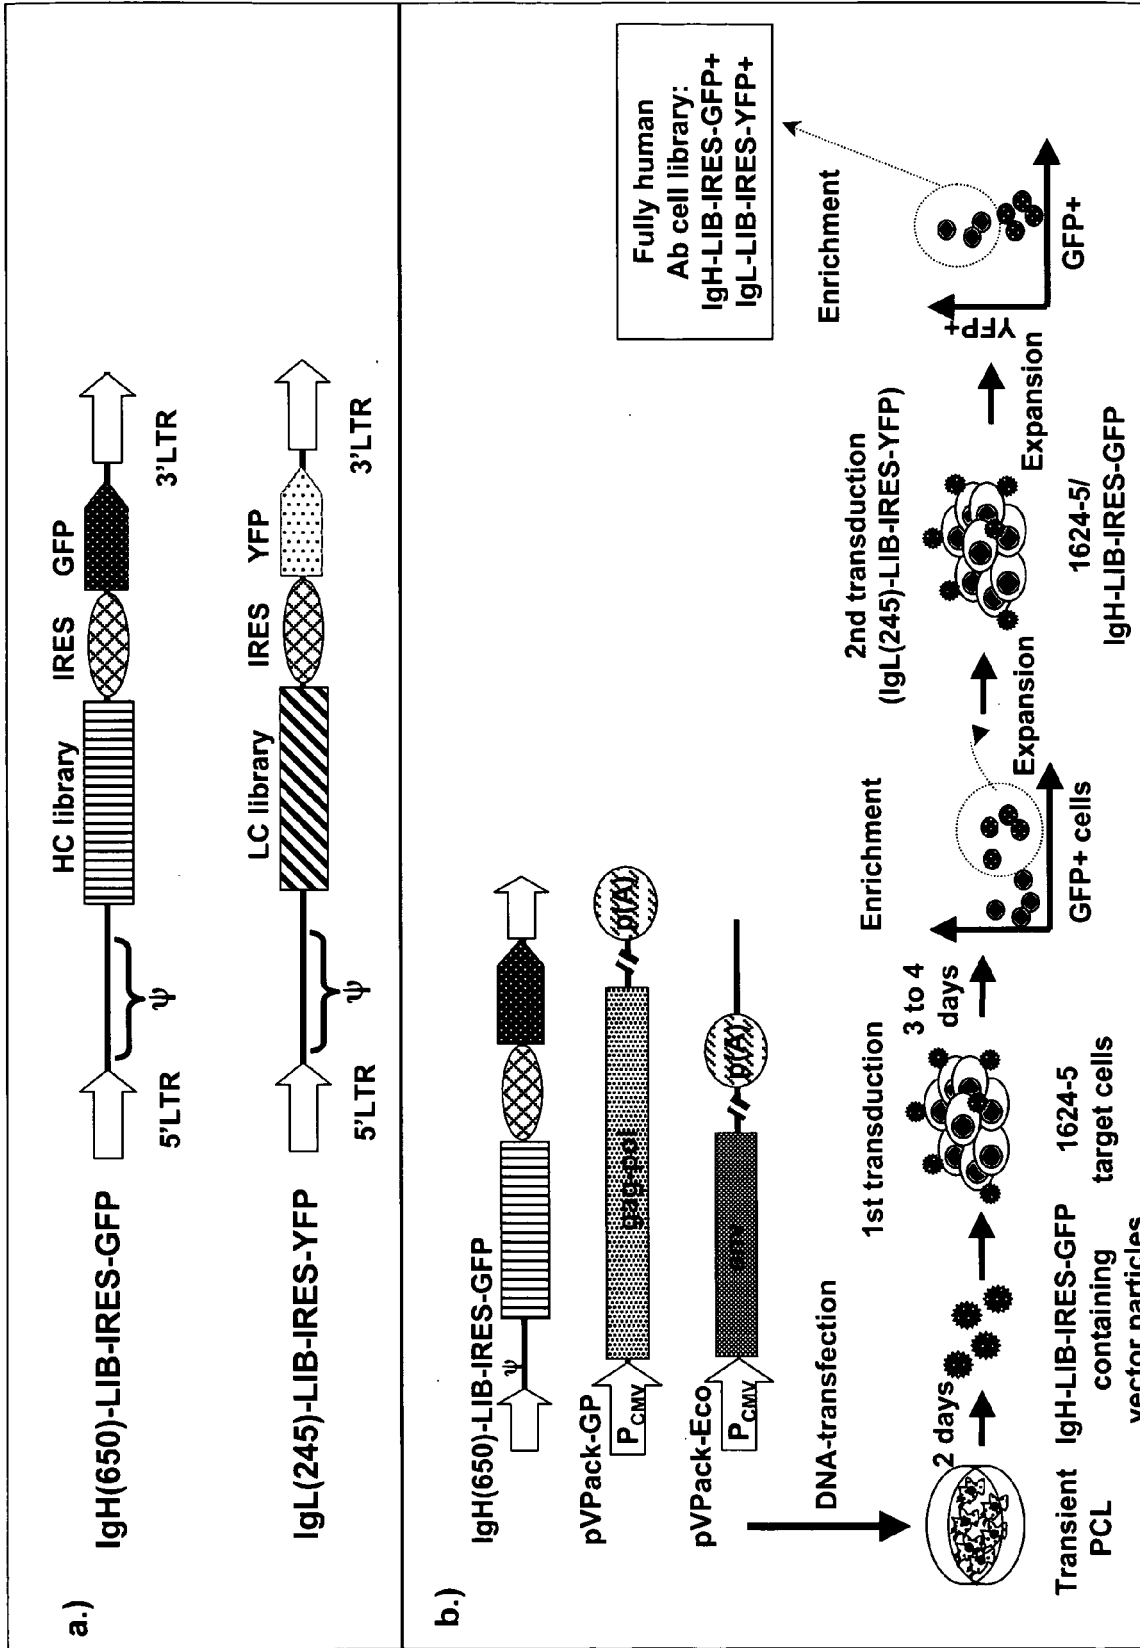 a.)
IgH(650)-LIB-IRES-GFP
5'LTR
ψ
HC library
IRES
GFP
3'LTR
IgL(245)-LIB-IRES-YFP
5'LTR
ψ
LC library
IRES
YFP
3'LTR
b.)
IgH(650)-LIB-IRES-GFP
ψ
pVPack-GP
PCMV
gag-pol
p(A)
pVPack-Eco
PCMV
env
p(A)
DNA-transfection
Transient
PCL
2 days
IgH-LIB-IRES-GFP
containing
vector particles
1st transduction
1624-5
target cells
3 to 4
days
Enrichment
GFP+ cells
Expansion
2nd transduction
(IgL(245)-LIB-IRES-YFP)
1624-5/
IgH-LIB-IRES-GFP
Expansion
Enrichment
YFP+
GFP+
Fully human
Ab cell library:
IgH-LIB-IRES-GFP+
IgL-LIB-IRES-YFP+